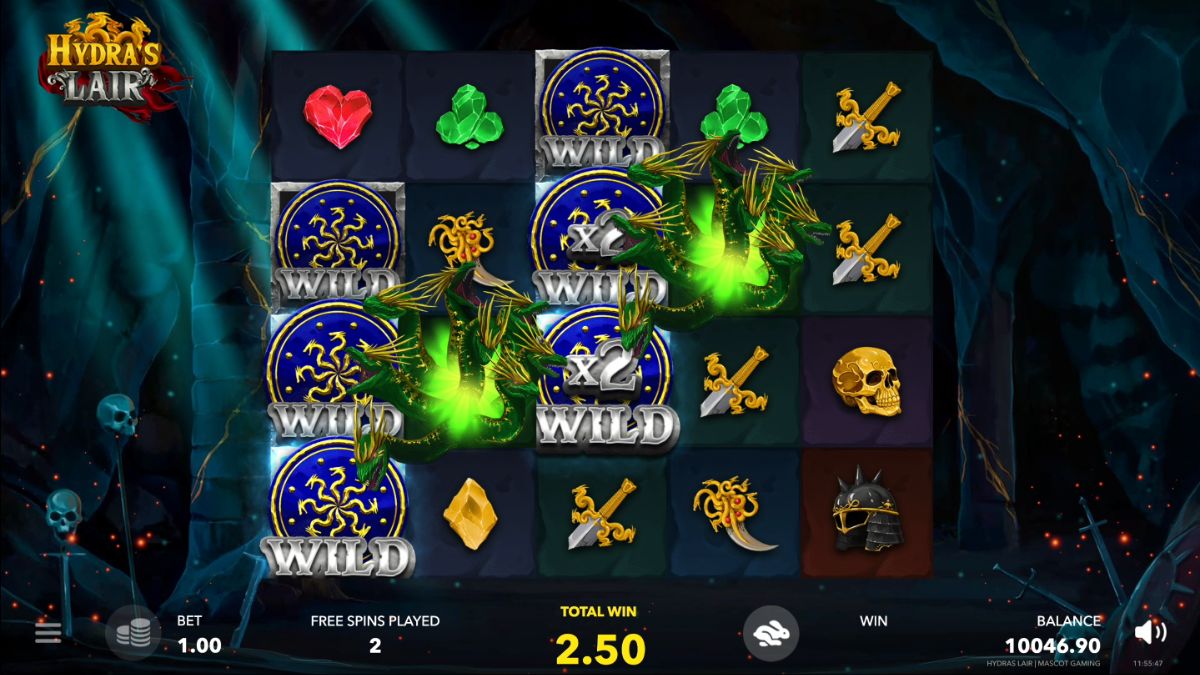 HYDRA'S
LAIR
WILD
WILD
x2
WILD
WILD
x2
WILD
WILD
BET
1.00
FREE SPINS PLAYED
2
TOTAL WIN
2.50
WIN
BALANCE
10046.90
HYDRAS LAIR | MASCOT GAMING
11:55:47